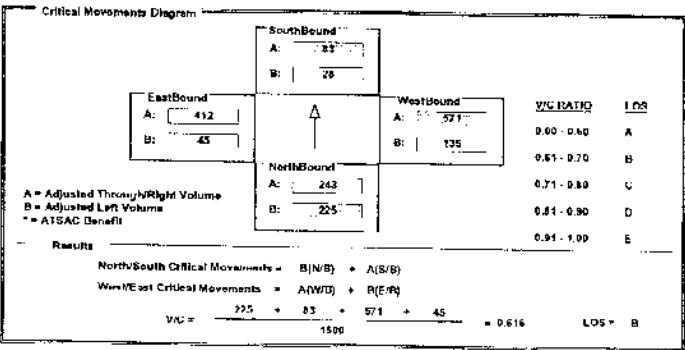 Critical Movements Diagram
SouthBound
A: 83
B: 28
EastBound
A: 412
B: 45
WestBound
A: 571
B: 135
NorthBound
A: 243
B: 225
V/C RATIO LOS
0.00 - 0.60 A
0.61 - 0.70 B
0.71 - 0.80 C
0.81 - 0.90 D
0.91 - 1.00 E
A = Adjusted Through/Right Volume
B = Adjusted Left Volume
* = ATSAC Benefit
Results
North/South Critical Movements = B(N/B) + A(S/B)
West/East Critical Movements = A(W/B) + B(E/B)
V/C = 225 + 83 + 571 + 45 = 0.616 LOS = B
1500